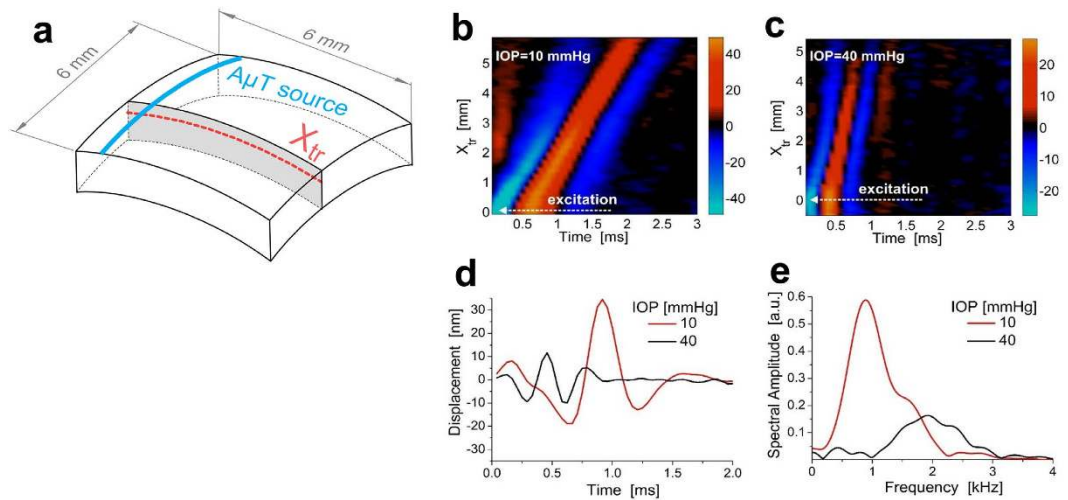 a
6 mm
6 mm
AμT source
Xtr
b
IOP=10 mmHg
excitation
Xtr [mm]
5
4
3
2
1
0
0.5 1 1.5 2 2.5 3
Time [ms]
40
20
0
-20
-40
c
IOP=40 mmHg
excitation
Xtr [mm]
5
4
3
2
1
0
0.5 1 1.5 2 2.5 3
Time [ms]
20
10
0
-10
-20
d
IOP [mmHg]
10
40
Displacement [nm]
30
20
10
0
-10
-20
-30
0.0 0.5 1.0 1.5 2.0
Time [ms]
e
IOP [mmHg]
10
40
Spectral Amplitude [a.u.]
0.6
0.5
0.4
0.3
0.2
0.1
0 1 2 3 4
Frequency [kHz]